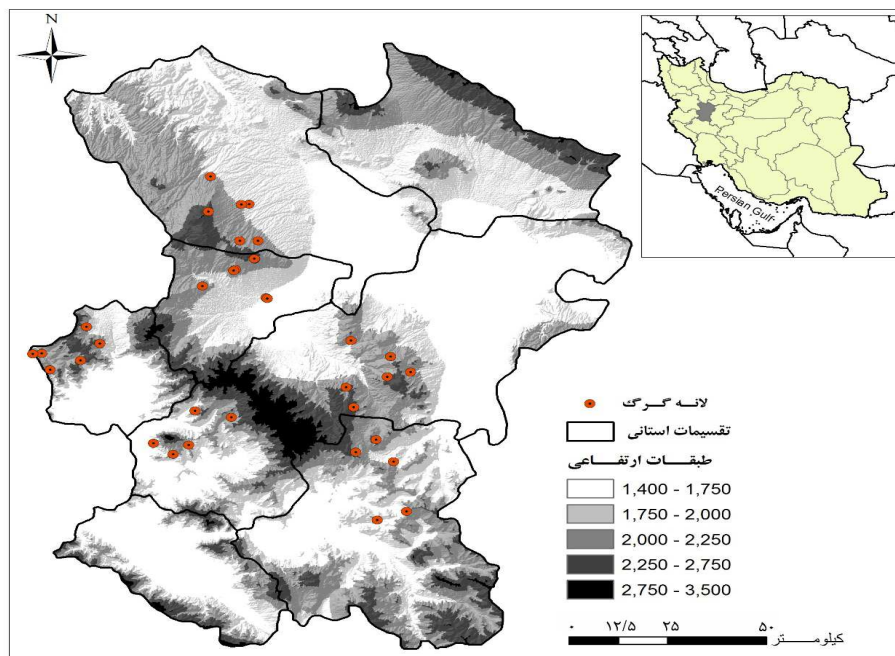 N
Persian Gulf
لانه گرگ
تقسیمات استانی
طبقات ارتفاعی
1,400 - 1,750
1,750 - 2,000
2,000 - 2,250
2,250 - 2,750
2,750 - 3,500
۰ ۱۲/۵ ۲۵ ۵۰
کیلومتر